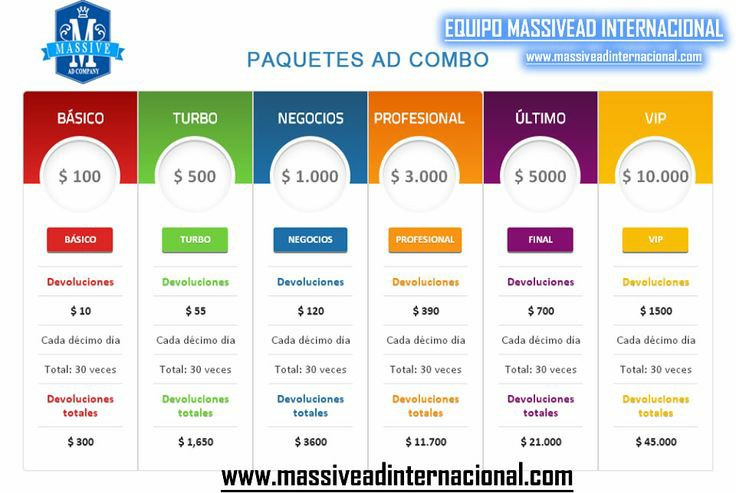 M
MASSIVE
AD COMPANY
EQUIPO MASSIVEAD INTERNACIONAL
www.massiveadinternacional.com
PAQUETES AD COMBO
BÁSICO TURBO NEGOCIOS PROFESIONAL ÚLTIMO VIP
$ 100 $ 500 $ 1.000 $ 3.000 $ 5000 $ 10.000
BÁSICO TURBO NEGOCIOS PROFESIONAL FINAL VIP
Devoluciones Devoluciones Devoluciones Devoluciones Devoluciones Devoluciones
$ 10 $ 55 $ 120 $ 390 $ 700 $ 1500
Cada décimo día Cada décimo día Cada décimo día Cada décimo día Cada décimo día Cada décimo día
Total: 30 veces Total: 30 veces Total: 30 veces Total: 30 veces Total: 30 veces Total: 30 veces
Devoluciones Devoluciones Devoluciones Devoluciones Devoluciones Devoluciones
totales totales totales totales totales totales
$ 300 $ 1,650 $ 3600 $ 11.700 $ 21.000 $ 45.000
www.massiveadinternacional.com